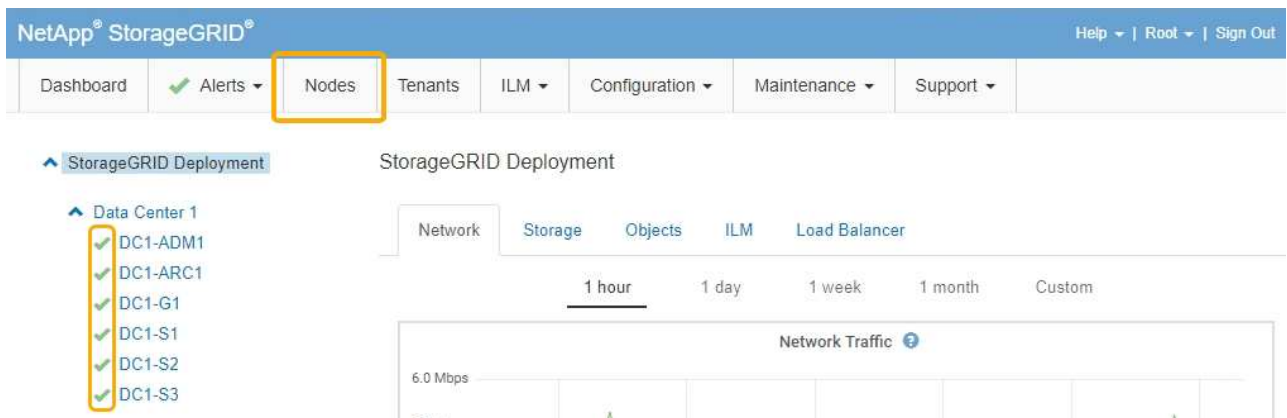 NetApp® StorageGRID®
Help | Root | Sign Out
Dashboard Alerts Nodes Tenants ILM Configuration Maintenance Support
StorageGRID Deployment
StorageGRID Deployment
Data Center 1
Network Storage Objects ILM Load Balancer
DC1-ADM1
DC1-ARC1
DC1-G1
DC1-S1
DC1-S2
DC1-S3
1 hour 1 day 1 week 1 month Custom
Network Traffic ?
6.0 Mbps